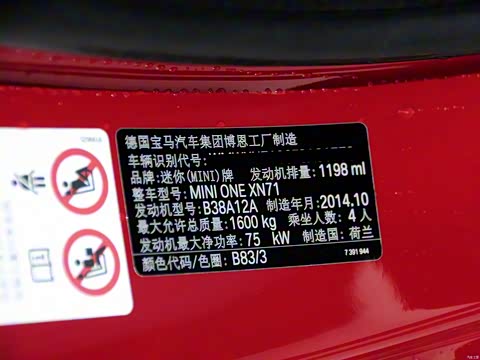 德国宝马汽车集团博恩工厂制造
车辆识别代号:
品牌:迷你(MINI)牌 发动机排量:1198 ml
整车型号:MINI ONE XN71
发动机型号:B38A12A 制造年月:2014.10
最大允许总质量:1600 kg 乘坐人数:4 人
发动机最大净功率:75 kW 制造国:荷兰
颜色代码/色圈:B83/3
7 391 944